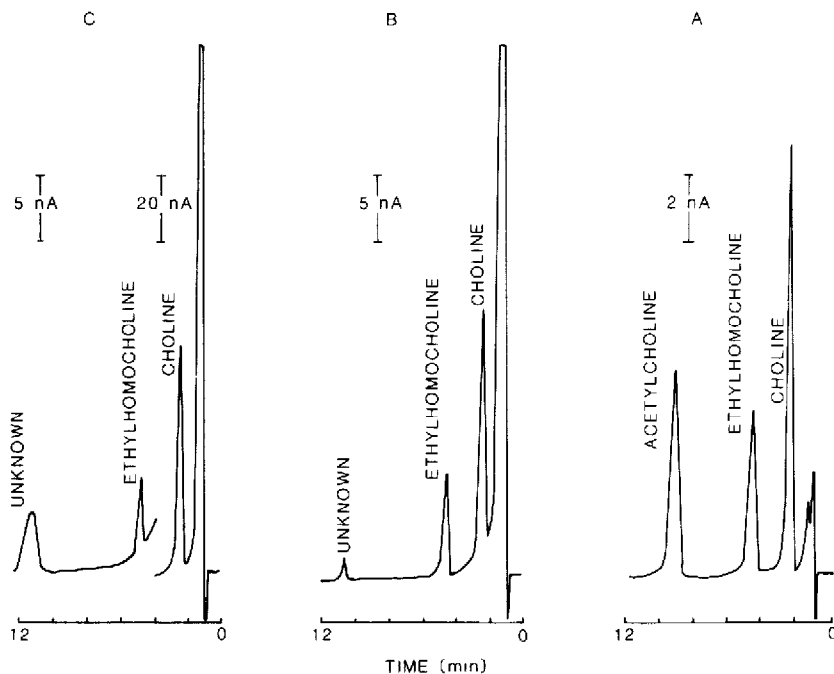 C
B
A
5 nA
20 nA
5 nA
2 nA
UNKNOWN
ETHYLHOMOCHOLINE
CHOLINE
UNKNOWN
ETHYLHOMOCHOLINE
CHOLINE
ACETYLCHOLINE
ETHYLHOMOCHOLINE
CHOLINE
12
0
12
0
12
0
TIME (min)